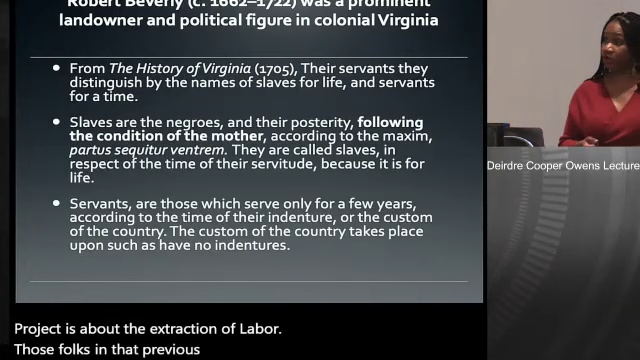 Robert Beverly (c. 1662–1722) was a prominent
landowner and political figure in colonial Virginia
• From The History of Virginia (1705), Their servants they
distinguish by the names of slaves for life, and servants
for a time.
• Slaves are the negroes, and their posterity, following
the condition of the mother, according to the maxim,
partus sequitur ventrem. They are called slaves, in
respect of the time of their servitude, because it is for
life.
• Servants, are those which serve only for a few years,
according to the time of their indenture, or the custom
of the country. The custom of the country takes place
upon such as have no indentures.
Deirdre Cooper Owens Lecture
Project is about the extraction of Labor.
Those folks in that previous